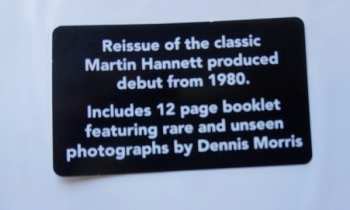 Reissue of the classic
Martin Hannett produced
debut from 1980.
Includes 12 page booklet
featuring rare and unseen
photographs by Dennis Morris